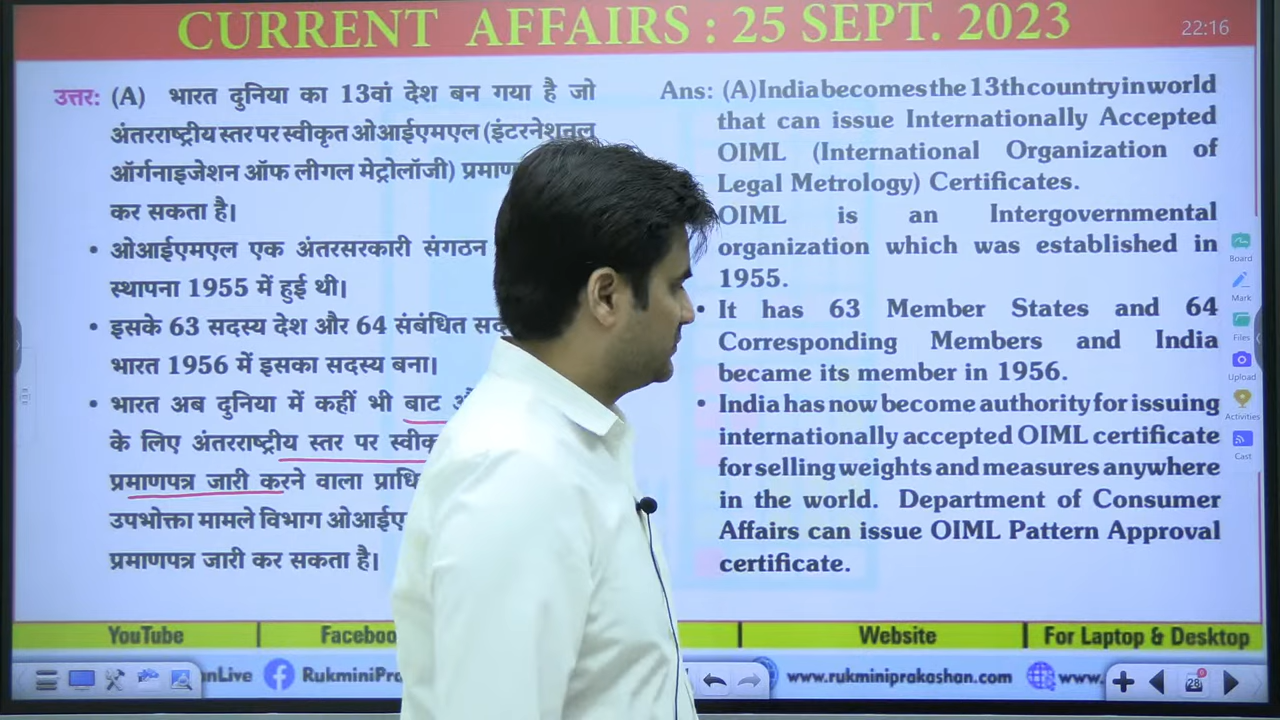 CURRENT AFFAIRS : 25 SEPT. 2023
22:16
उत्तर: (A) भारत दुनिया का 13वां देश बन गया है जो
अंतरराष्ट्रीय स्तर पर स्वीकृत ओआईएमएल (इंटरनेशनल
ऑर्गनाइजेशन ऑफ लीगल मेट्रोलॉजी)
कर सकता है।
• ओआईएमएल एक अंतरसरकारी संगठन
स्थापना 1955 में हुई थी।
• इसके 63 सदस्य देश और 64 संबंधित
भारत 1956 में इसका सदस्य बना।
• भारत अब दुनिया में कहीं भी बाट
के लिए अंतरराष्ट्रीय स्तर पर
प्रमाणपत्र जारी करने वाला
उपभोक्ता मामले विभाग
प्रमाणपत्र जारी कर सकता है।
Ans: (A)India becomes the 13th country in world
that can issue Internationally Accepted
OIML (International Organization of
Legal Metrology) Certificates.
OIML is an Intergovernmental
organization which was established in
1955.
• It has 63 Member States and 64
Corresponding Members and India
became its member in 1956.
• India has now become authority for issuing
internationally accepted OIML certificate
for selling weights and measures anywhere
in the world. Department of Consumer
Affairs can issue OIML Pattern Approval
certificate.
Board
Mark
Files
Upload
Activities
Cast
YouTube
Website
For Laptop & Desktop
www.rukminiprakashan.com
www.
28